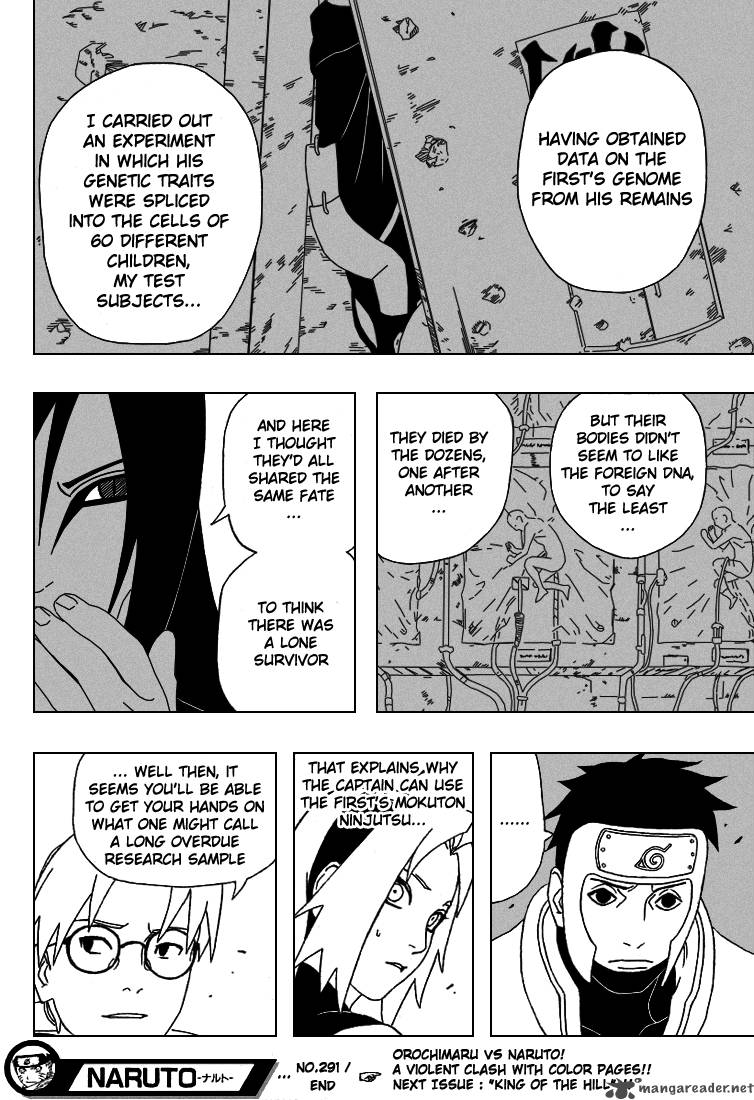 HAVING OBTAINED
DATA ON THE
FIRST'S GENOME
FROM HIS REMAINS
I CARRIED OUT
AN EXPERIMENT
IN WHICH HIS
GENETIC TRAITS
WERE SPLICED
INTO THE CELLS OF
60 DIFFERENT
CHILDREN,
MY TEST
SUBJECTS...
BUT THEIR
BODIES DIDN'T
SEEM TO LIKE
THE FOREIGN DNA,
TO SAY
THE LEAST
...
THEY DIED BY
THE DOZENS,
ONE AFTER
ANOTHER
...
AND HERE
I THOUGHT
THEY'D ALL
SHARED THE
SAME FATE
...
TO THINK
THERE WAS
A LONE
SURVIVOR
......
THAT EXPLAINS WHY
THE CAPTAIN CAN USE
THE FIRST'S MOKUTON
NINJUTSU...
... WELL THEN, IT
SEEMS YOU'LL BE ABLE
TO GET YOUR HANDS ON
WHAT ONE MIGHT CALL
A LONG OVERDUE
RESEARCH SAMPLE
NARUTO -ナルト-
... NO.291 /
END
☞ OROCHIMARU VS NARUTO!
A VIOLENT CLASH WITH COLOR PAGES!!
NEXT ISSUE : "KING OF THE HILL
mangareader.net